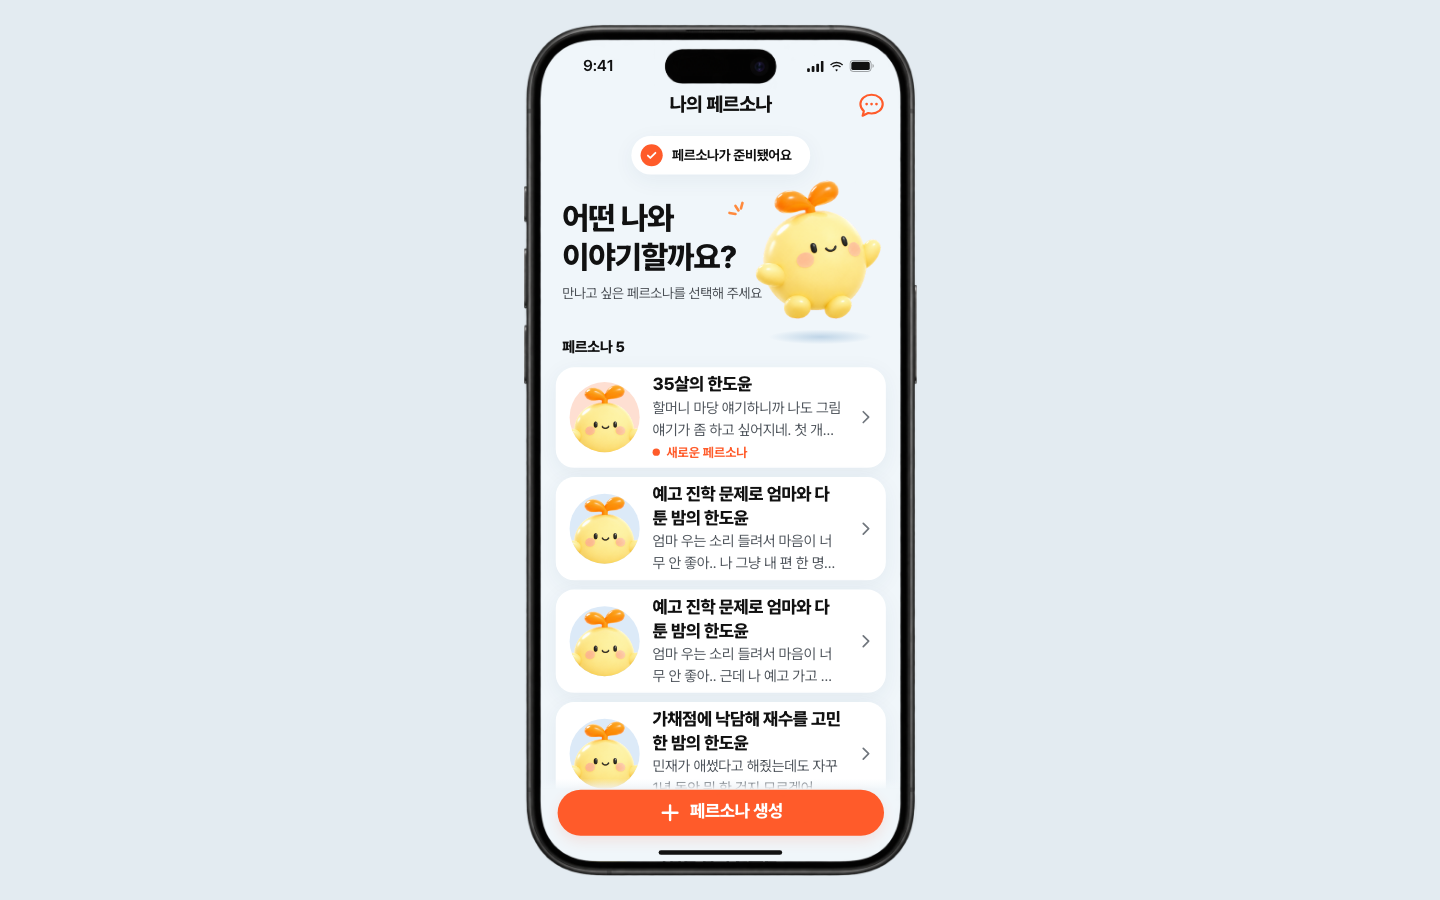 9:41
나의 페르소나
페르소나가 준비됐어요
어떤 나와
이야기할까요?
만나고 싶은 페르소나를 선택해 주세요
페르소나 5
35살의 한도윤
할머니 마당 얘기하니까 나도 그림
얘기가 좀 하고 싶어지네. 첫 개...
새로운 페르소나
예고 진학 문제로 엄마와 다
툰 밤의 한도윤
엄마 우는 소리 들려서 마음이 너
무 안 좋아.. 나 그냥 내 편 한 명...
예고 진학 문제로 엄마와 다
툰 밤의 한도윤
엄마 우는 소리 들려서 마음이 너
무 안 좋아.. 근데 나 예고 가고 ...
가채점에 낙담해 재수를 고민
한 밤의 한도윤
민재가 애썼다고 해줬는데도 자꾸
페르소나 생성